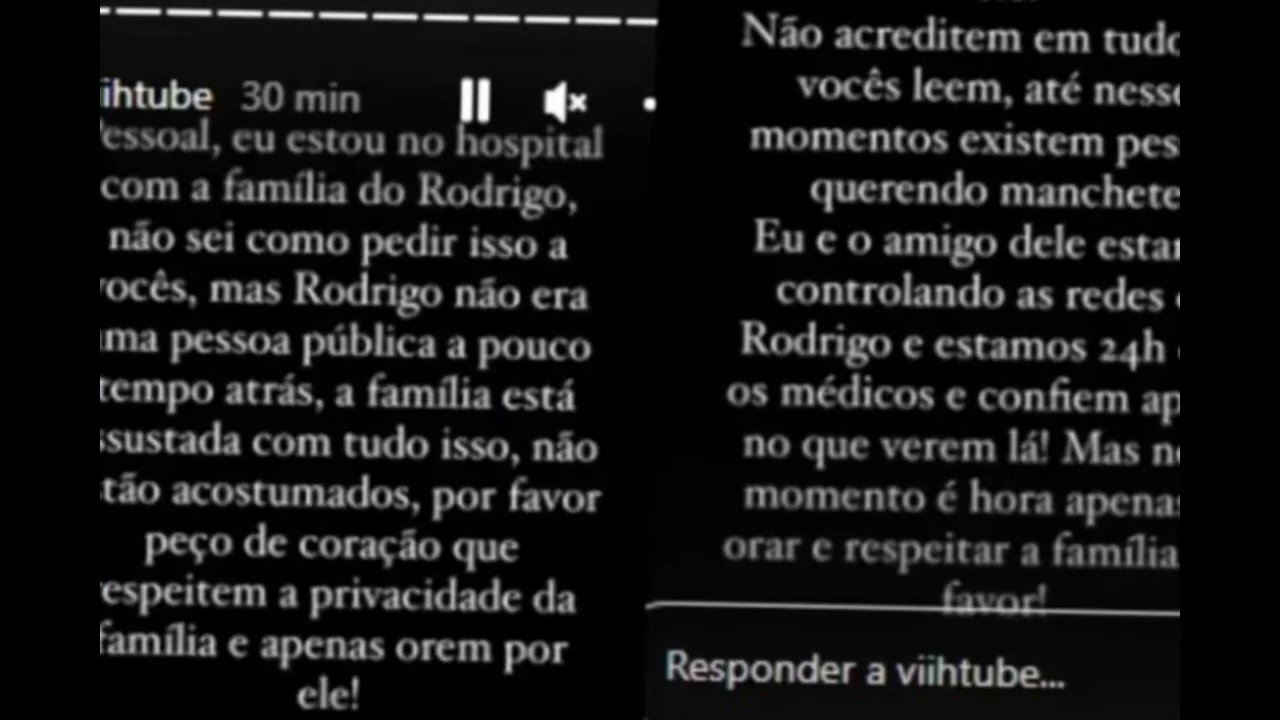 ihtube 30 min
essoal, eu estou no hospital
com a família do Rodrigo,
não sei como pedir isso a
ocês, mas Rodrigo não era
ma pessoa pública a pouco
tempo atrás, a família está
ssustada com tudo isso, não
tão acostumados, por favor
peço de coração que
espeitem a privacidade da
família e apenas orem por
ele!
Não acreditem em tudo
vocês leem, até ness
momentos existem pes
querendo manchete
Eu e o amigo dele esta
controlando as redes
Rodrigo e estamos 24h
os médicos e confiem ap
no que verem lá! Mas n
momento é hora apena
orar e respeitar a família
favor!
Responder a viihtube...